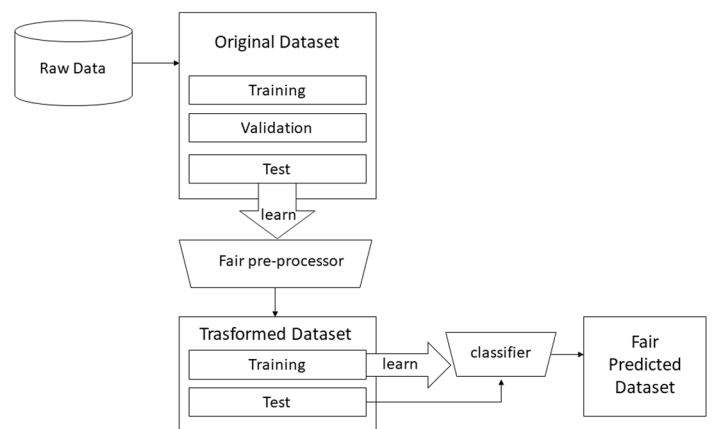 Raw Data
Original Dataset
Training
Validation
Test
learn
Fair pre-processor
Trasformed Dataset
Training
learn
Test
classifier
Fair
Predicted
Dataset